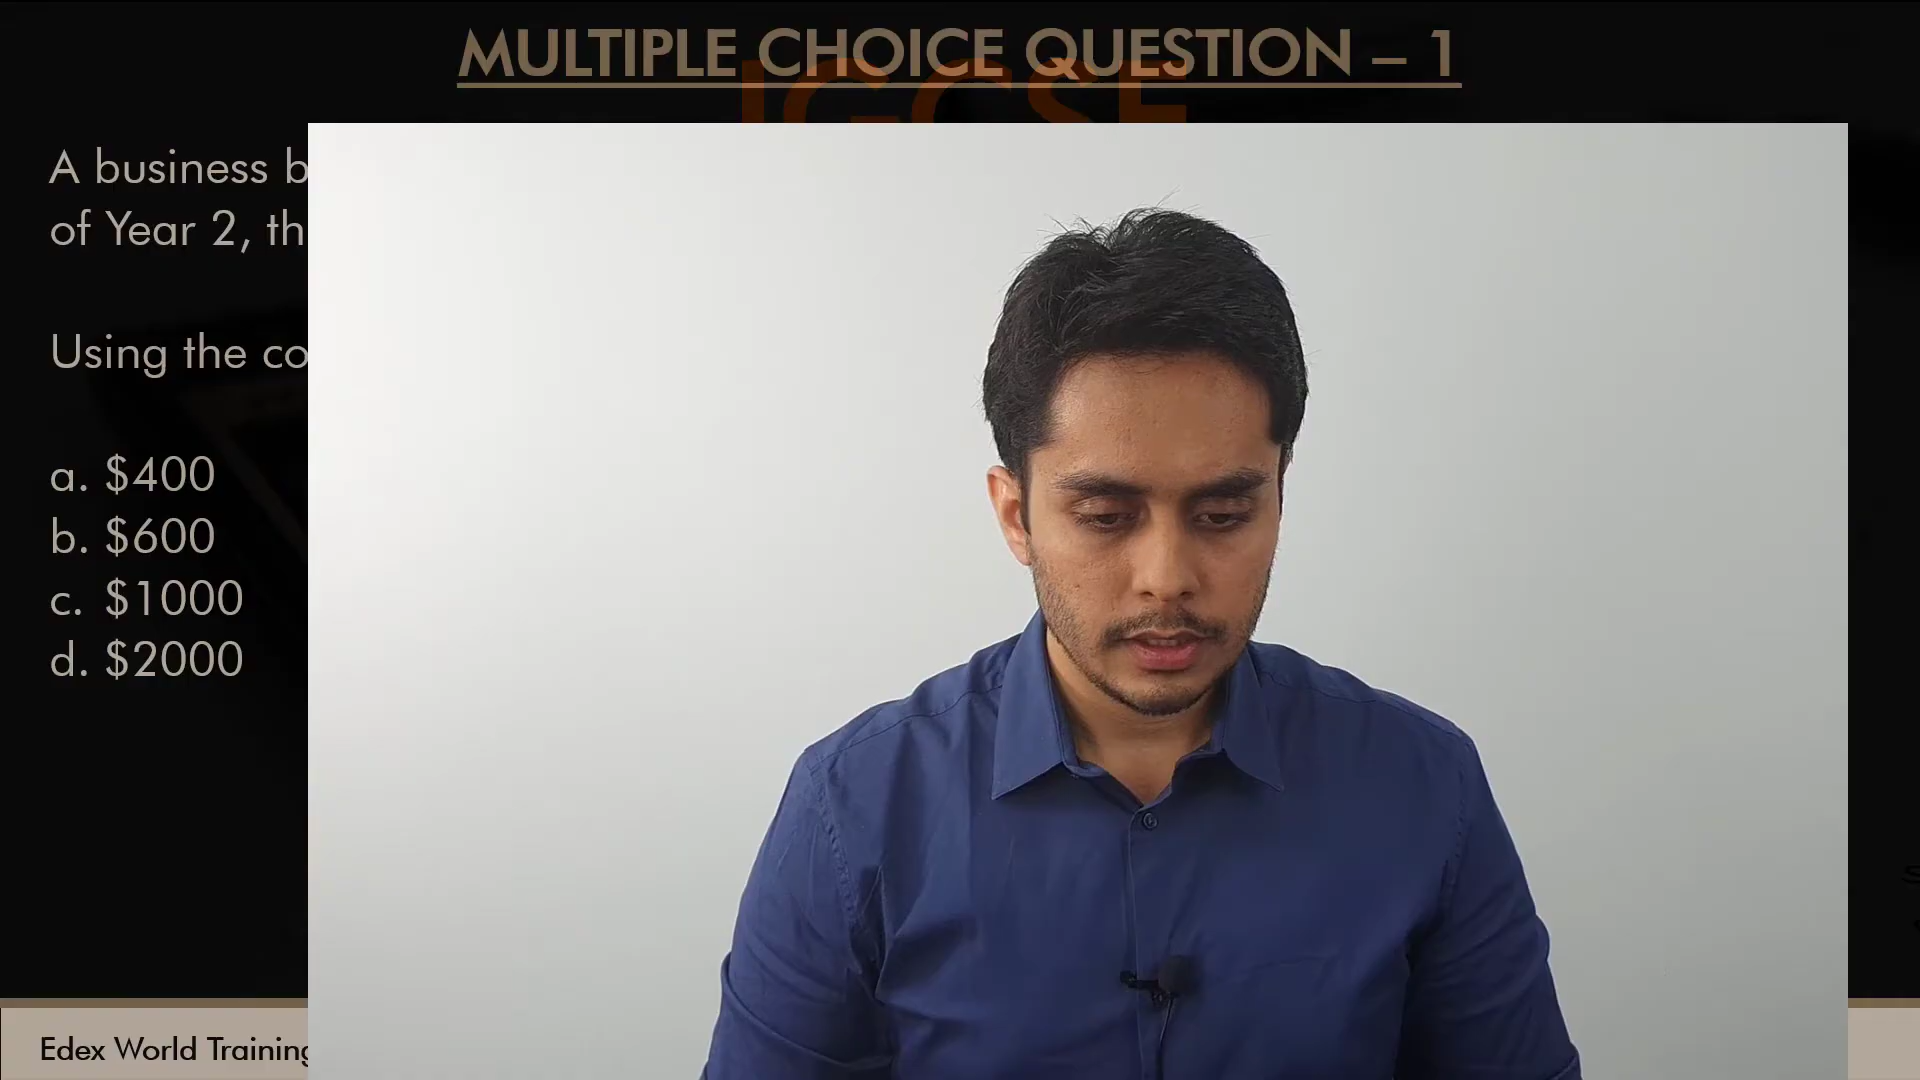 MULTIPLE CHOICE QUESTION – 1
IGCSE
A business b
of Year 2, th
Using the co
a. $400
b. $600
c. $1000
d. $2000
Edex World Training